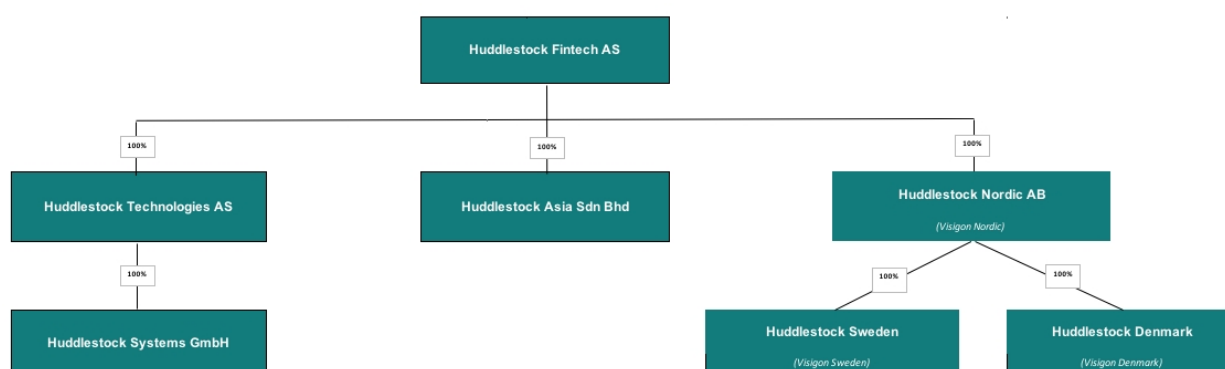 Huddlestock Fintech AS
100%
100%
100%
Huddlestock Technologies AS
Huddlestock Asia Sdn Bhd
Huddlestock Nordic AB
(Visigon Nordic)
100%
100%
100%
Huddlestock Systems GmbH
Huddlestock Sweden
(Visigon Sweden)
Huddlestock Denmark
(Visigon Denmark)